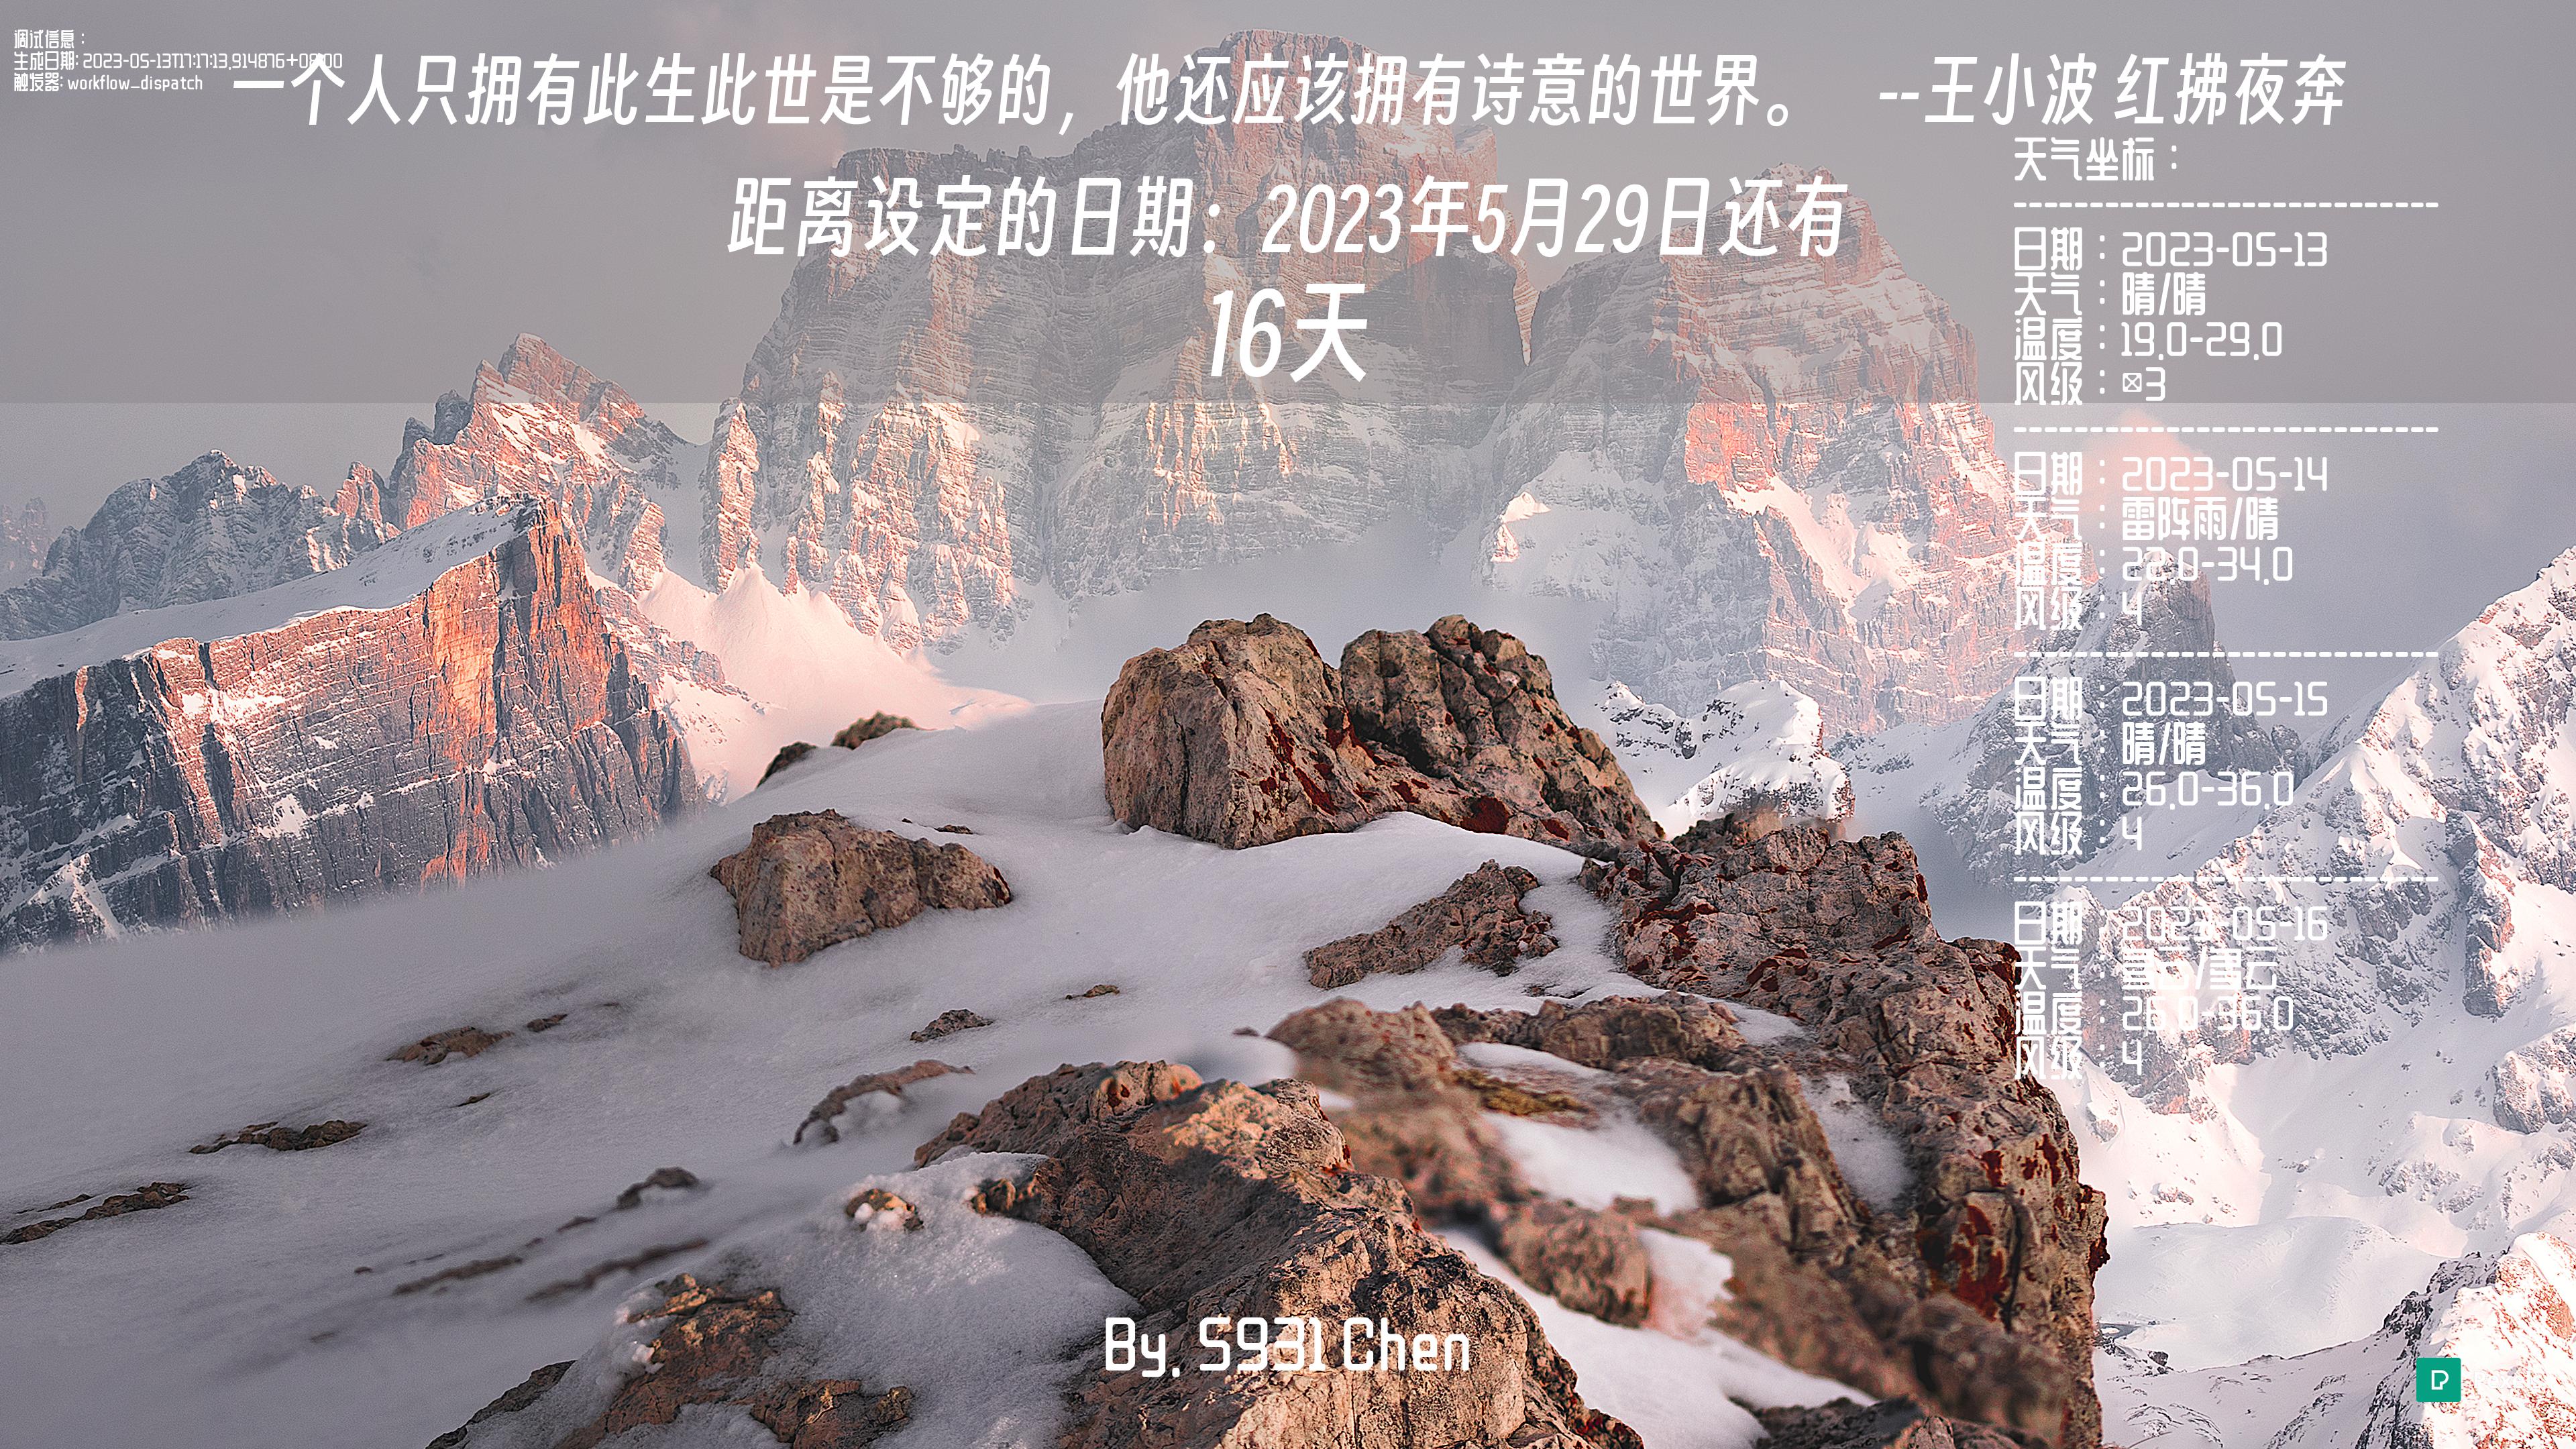 调试信息：
生成日期: 2023-05-13T17:17:13.914876+08:00
触发器: workflow_dispatch
一个人只拥有此生此世是不够的，他还应该拥有诗意的世界。 --王小波 红拂夜奔
距离设定的日期：2023年5月29日还有
16天
天气坐标：
----------------------------
日期：2023-05-13
天气：晴/晴
温度：19.0-29.0
风级：☒3
----------------------------
日期：2023-05-14
天气：雷阵雨/晴
温度：22.0-34.0
风级：4
----------------------------
日期：2023-05-15
天气：晴/晴
温度：26.0-36.0
风级：4
----------------------------
日期：2023-05-16
天气：
温度：26.0-36.0
风级：4
By. S931 Chen